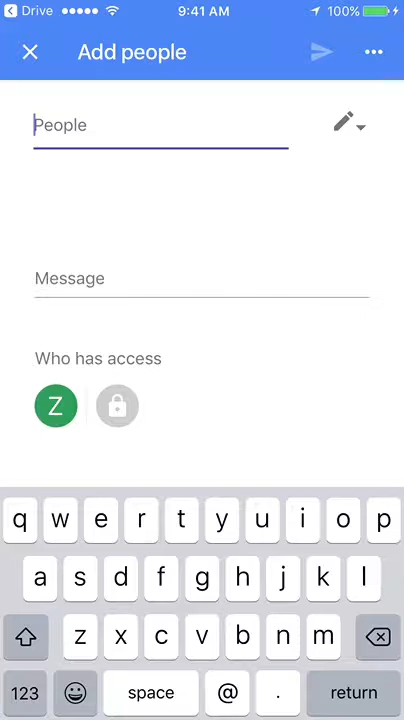 Drive 9:41 AM 100%
Add people
People
Message
Who has access
Z
q w e r t y u i o p
a s d f g h j k l
z x c v b n m
123 space @ . return